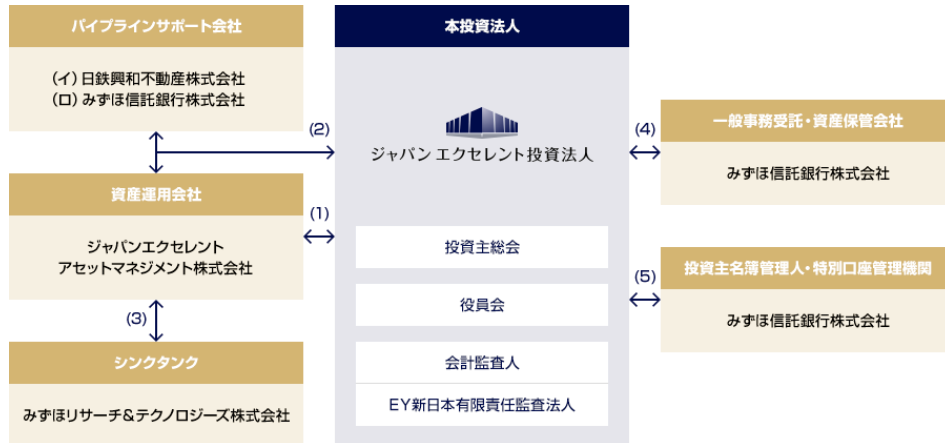 パイプラインサポート会社
(イ)日鉄興和不動産株式会社
(ロ)みずほ信託銀行株式会社
資産運用会社
ジャパンエクセレント
アセットマネジメント株式会社
(3)
シンクタンク
みずほリサーチ&テクノロジーズ株式会社
(2)
(1)
本投資法人
ジャパン エクセレント投資法人
投資主総会
役員会
会計監査人
EY新日本有限責任監査法人
(4)
一般事務受託・資産保管会社
みずほ信託銀行株式会社
(5)
投資主名簿管理人・特別口座管理機関
みずほ信託銀行株式会社